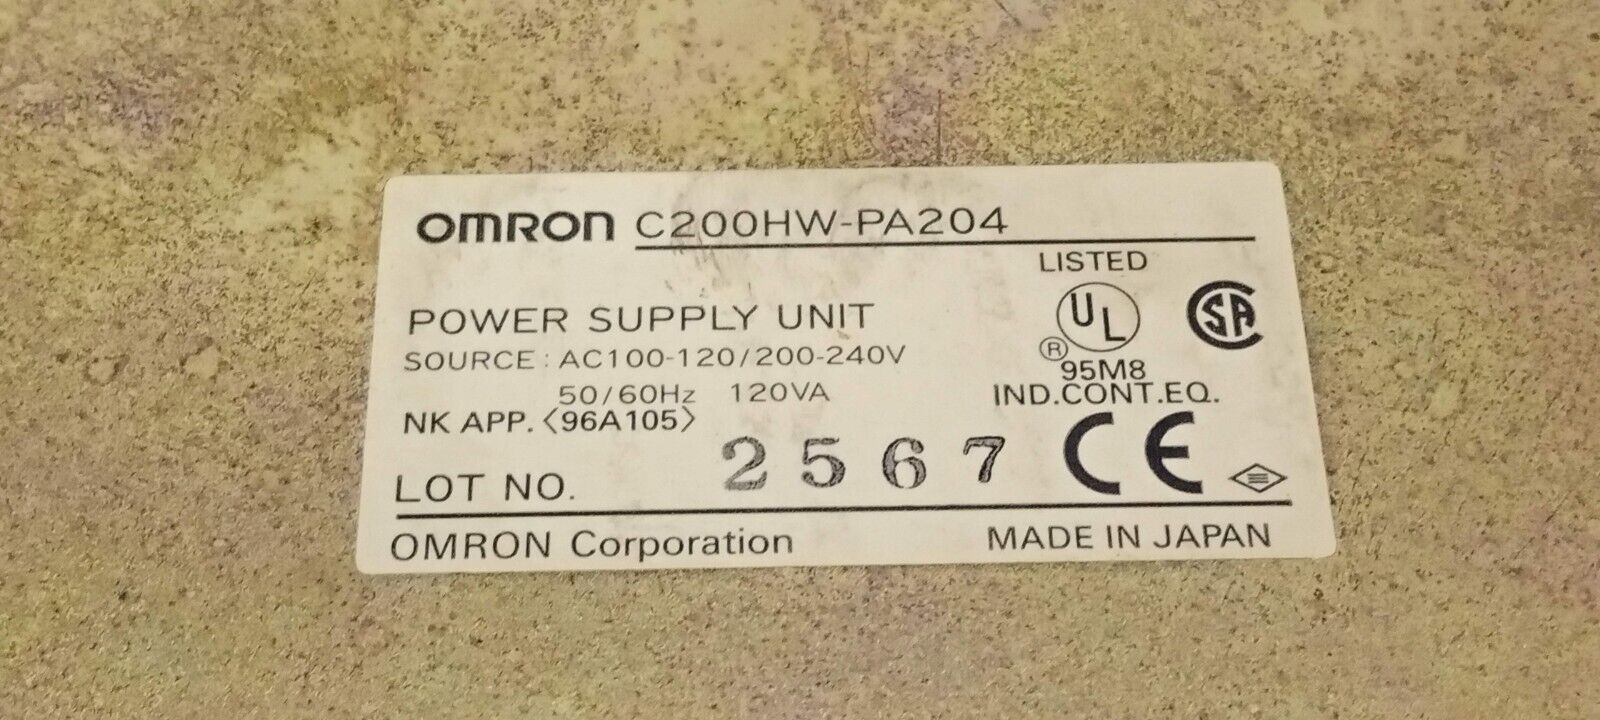 OMRON C200HW-PA204
LISTED
UL
®
SA
95M8
IND.CONT.EQ.
POWER SUPPLY UNIT
SOURCE : AC100-120/200-240V
50/60Hz 120VA
NK APP.〈96A105〉
LOT NO. 2567
CE
OMRON Corporation
MADE IN JAPAN